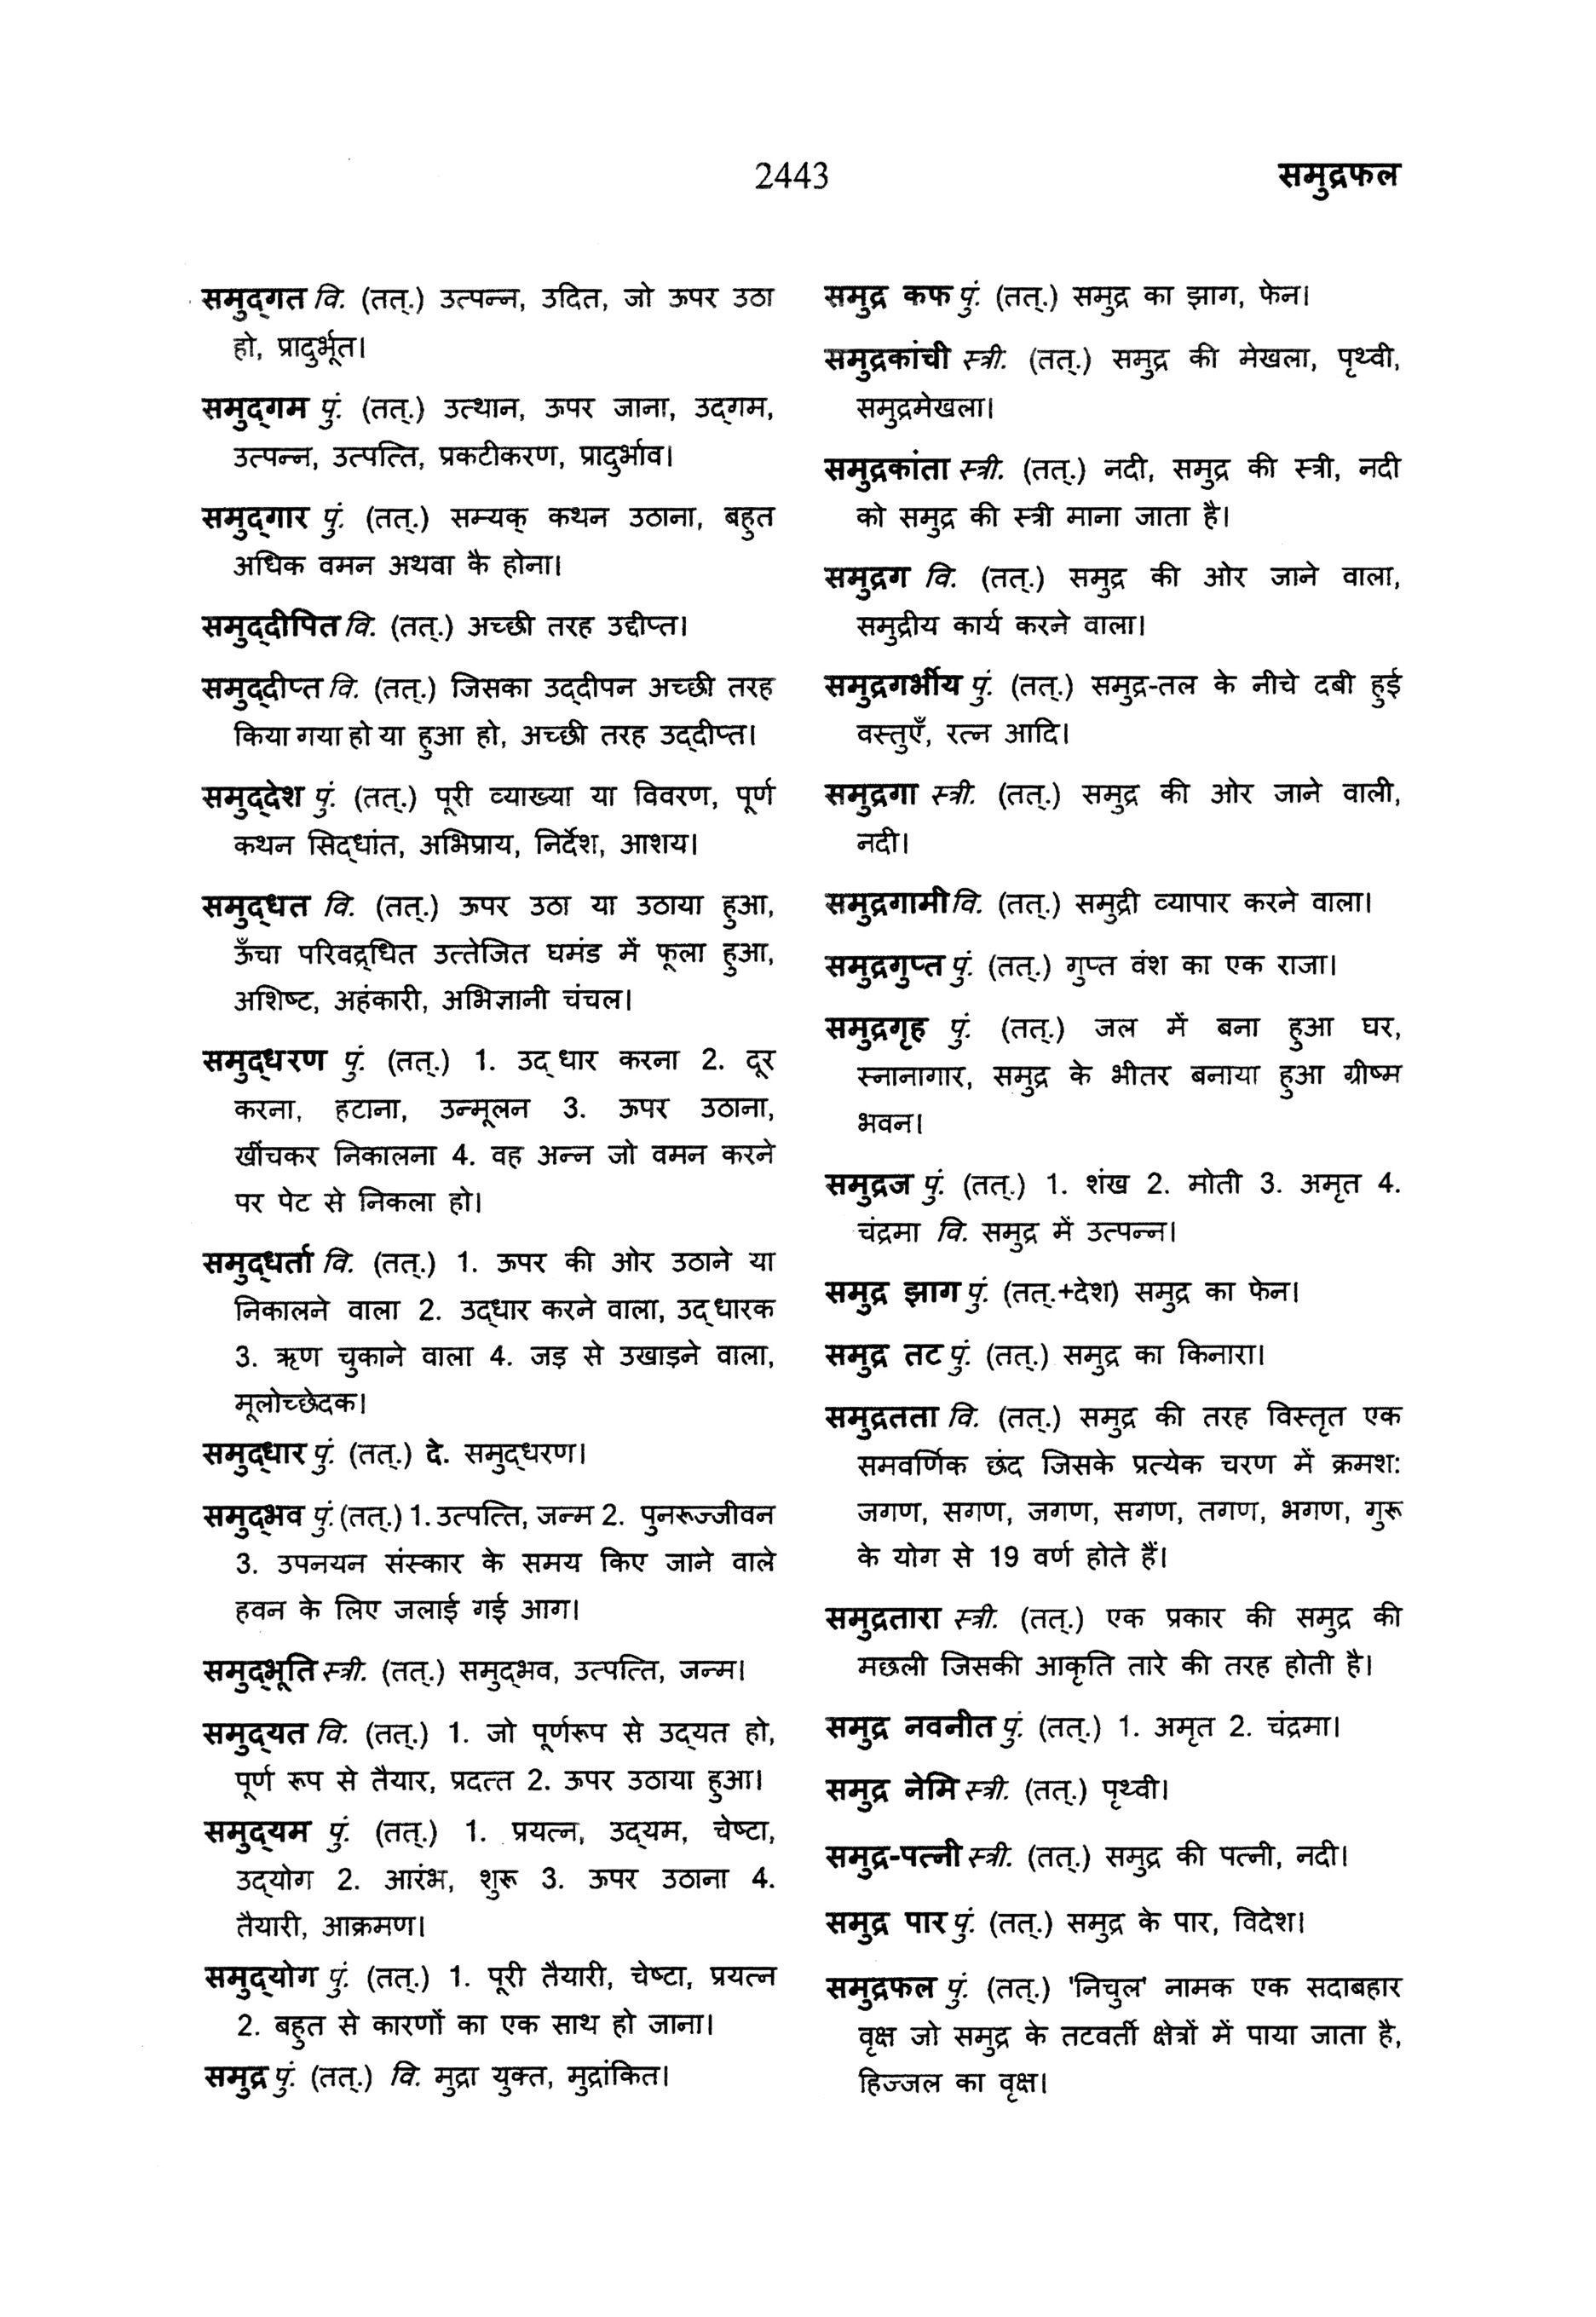 2443
समुद्रफल
समुद्‌गत वि. (तत्.) उत्पन्न, उदित, जो ऊपर उठा
हो, प्रादुर्भूत।
समुद्‌गम पुं. (तत्.) उत्थान, ऊपर जाना, उद्‌गम,
उत्पन्न, उत्पत्ति, प्रकटीकरण, प्रादुर्भाव।
समुद्‌गार पुं. (तत्.) सम्यक् कथन उठाना, बहुत
अधिक वमन अथवा कै होना।
समुद्‌दीपित वि. (तत्.) अच्छी तरह उद्दीप्त।
समुद्‌दीप्त वि. (तत्.) जिसका उद्‌दीपन अच्छी तरह
किया गया हो या हुआ हो, अच्छी तरह उद्‌दीप्त।
समुद्‌देश पुं. (तत्.) पूरी व्याख्या या विवरण, पूर्ण
कथन सिद्‌धांत, अभिप्राय, निर्देश, आशय।
समुद्‌धत वि. (तत्.) ऊपर उठा या उठाया हुआ,
ऊँचा परिवर्द्‌धित उत्तेजित घमंड में फूला हुआ,
अशिष्ट, अहंकारी, अभिज्ञानी चंचल।
समुद्‌धरण पुं. (तत्.) 1. उद्‌धार करना 2. दूर
करना, हटाना, उन्मूलन 3. ऊपर उठाना,
खींचकर निकालना 4. वह अन्न जो वमन करने
पर पेट से निकला हो।
समुद्‌धर्ता वि. (तत्.) 1. ऊपर की ओर उठाने या
निकालने वाला 2. उद्‌धार करने वाला, उद्‌धारक
3. ऋण चुकाने वाला 4. जड़ से उखाड़ने वाला,
मूलोच्छेदक।
समुद्‌धार पुं. (तत्.) दे. समुद्‌धरण।
समुद्‌भव पुं. (तत्.) 1. उत्पत्ति, जन्म 2. पुनरूज्जीवन
3. उपनयन संस्कार के समय किए जाने वाले
हवन के लिए जलाई गई आग।
समुद्‌भूति स्त्री. (तत्.) समुद्‌भव, उत्पत्ति, जन्म।
समुद्‌यत वि. (तत्.) 1. जो पूर्णरूप से उद्‌यत हो,
पूर्ण रूप से तैयार, प्रदत्त 2. ऊपर उठाया हुआ।
समुद्‌यम पुं. (तत्.) 1. प्रयत्न, उद्‌यम, चेष्टा,
उद्‌योग 2. आरंभ, शुरू 3. ऊपर उठाना 4.
तैयारी, आक्रमण।
समुद्‌योग पुं. (तत्.) 1. पूरी तैयारी, चेष्टा, प्रयत्न
2. बहुत से कारणों का एक साथ हो जाना।
समुद्र पुं. (तत्.) वि. मुद्रा युक्त, मुद्रांकित।
समुद्र कफ पुं. (तत्.) समुद्र का झाग, फेन।
समुद्रकांची स्त्री. (तत्.) समुद्र की मेखला, पृथ्वी,
समुद्रमेखला।
समुद्रकांता स्त्री. (तत्.) नदी, समुद्र की स्त्री, नदी
को समुद्र की स्त्री माना जाता है।
समुद्रग वि. (तत्.) समुद्र की ओर जाने वाला,
समुद्रीय कार्य करने वाला।
समुद्रगर्भीय पुं. (तत्.) समुद्र-तल के नीचे दबी हुई
वस्तुएँ, रत्न आदि।
समुद्रगा स्त्री. (तत्.) समुद्र की ओर जाने वाली,
नदी।
समुद्रगामी वि. (तत्.) समुद्री व्यापार करने वाला।
समुद्रगुप्त पुं. (तत्.) गुप्त वंश का एक राजा।
समुद्रगृह पुं. (तत्.) जल में बना हुआ घर,
स्नानागार, समुद्र के भीतर बनाया हुआ ग्रीष्म
भवन।
समुद्रज पुं. (तत्.) 1. शंख 2. मोती 3. अमृत 4.
चंद्रमा वि. समुद्र में उत्पन्न।
समुद्र झाग पुं. (तत्.+देश) समुद्र का फेन।
समुद्र तट पुं. (तत्.) समुद्र का किनारा।
समुद्रतता वि. (तत्.) समुद्र की तरह विस्तृत एक
समवर्णिक छंद जिसके प्रत्येक चरण में क्रमश:
जगण, सगण, जगण, सगण, तगण, भगण, गुरू
के योग से 19 वर्ण होते हैं।
समुद्रतारा स्त्री. (तत्.) एक प्रकार की समुद्र की
मछली जिसकी आकृति तारे की तरह होती है।
समुद्र नवनीत पुं. (तत्.) 1. अमृत 2. चंद्रमा।
समुद्र नेमि स्त्री. (तत्.) पृथ्वी।
समुद्र-पत्नी स्त्री. (तत्.) समुद्र की पत्नी, नदी।
समुद्र पार पुं. (तत्.) समुद्र के पार, विदेश।
समुद्रफल पुं. (तत्.) 'निचुल' नामक एक सदाबहार
वृक्ष जो समुद्र के तटवर्ती क्षेत्रों में पाया जाता है,
हिज्जल का वृक्ष।